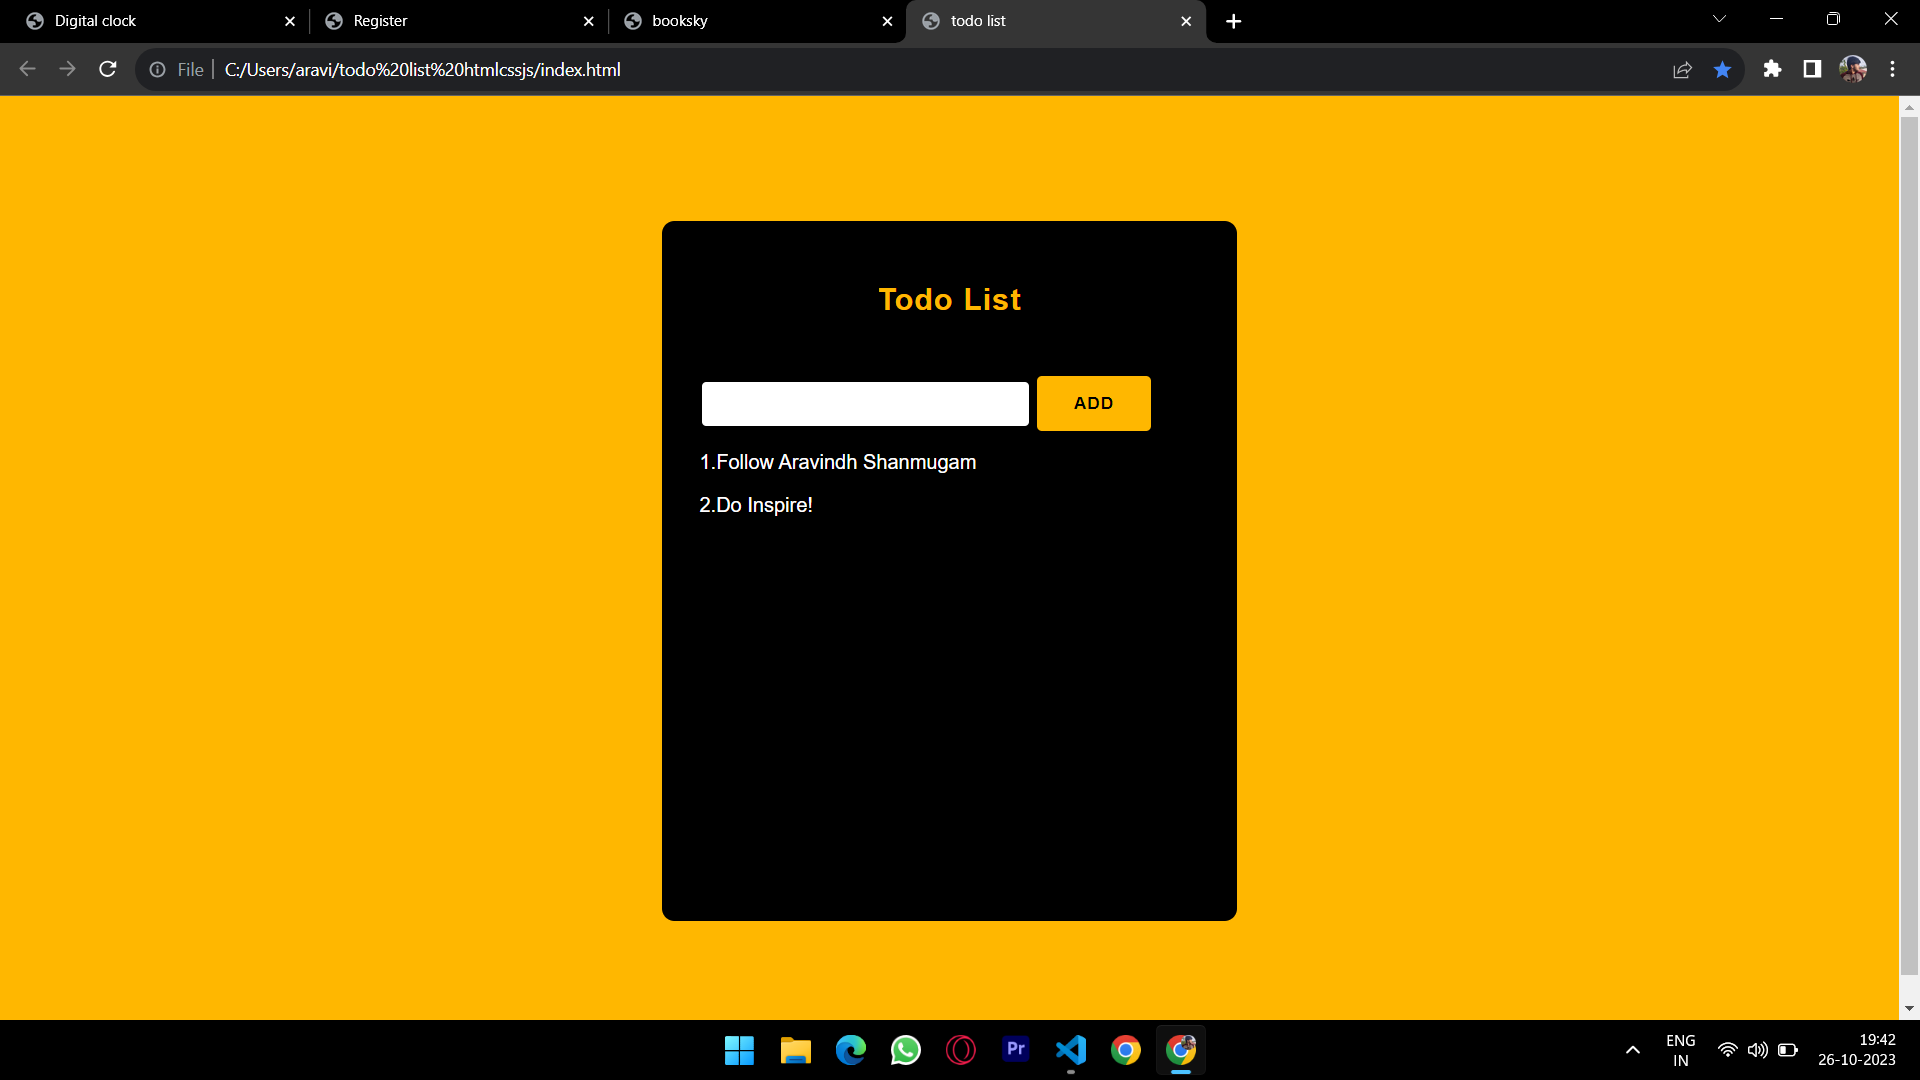 Digital clock
Register
booksky
todo list
File
C:/Users/aravi/todo%20list%20htmlcssjs/index.html
Todo List
ADD
1.Follow Aravindh Shanmugam
2.Do Inspire!
Pr
ENG
IN
19:42
26-10-2023